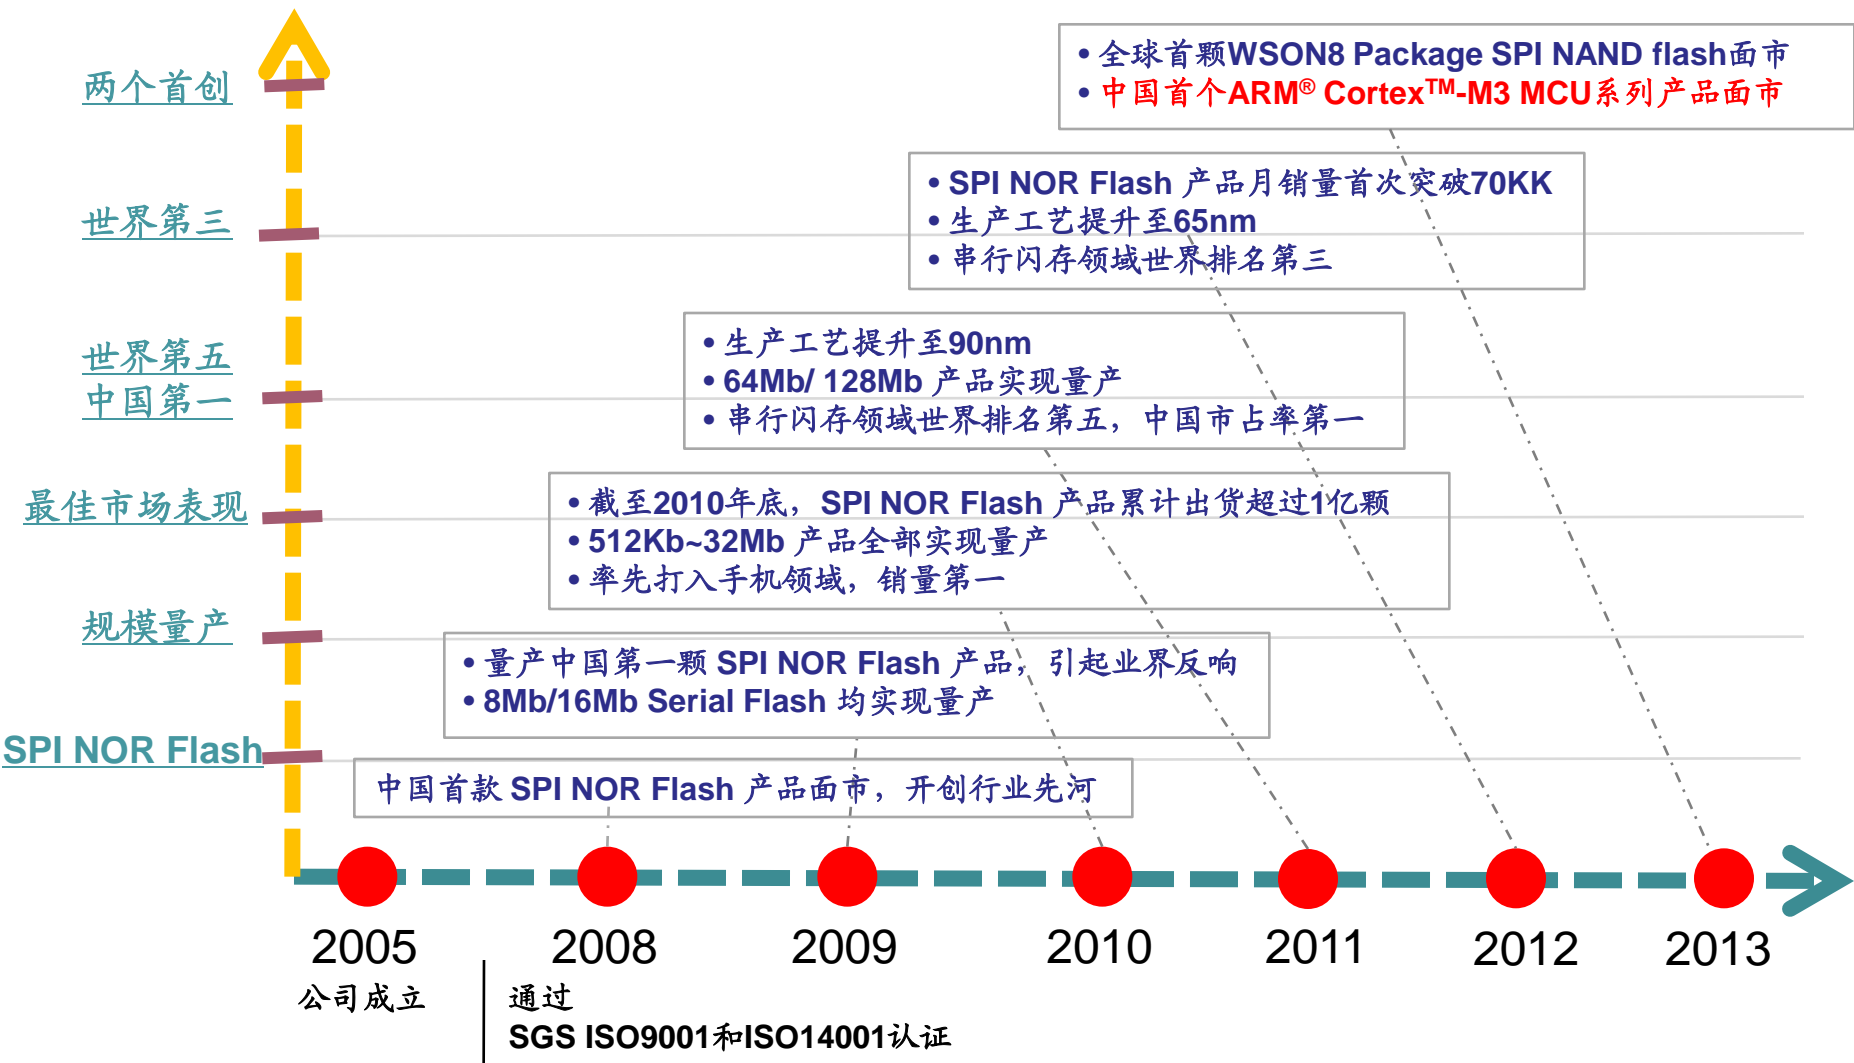 两个首创
• 全球首颗WSON8 Package SPI NAND flash面市
• 中国首个ARM® Cortex™-M3 MCU系列产品面市
世界第三
• SPI NOR Flash 产品月销量首次突破70KK
• 生产工艺提升至65nm
• 串行闪存领域世界排名第三
世界第五
中国第一
• 生产工艺提升至90nm
• 64Mb/ 128Mb 产品实现量产
• 串行闪存领域世界排名第五，中国市占率第一
最佳市场表现
• 截至2010年底，SPI NOR Flash 产品累计出货超过1亿颗
• 512Kb~32Mb 产品全部实现量产
• 率先打入手机领域，销量第一
规模量产
• 量产中国第一颗 SPI NOR Flash 产品，引起业界反响
• 8Mb/16Mb Serial Flash 均实现量产
SPI NOR Flash
中国首款 SPI NOR Flash 产品面市，开创行业先河
2005
2008
2009
2010
2011
2012
2013
公司成立
通过
SGS ISO9001和ISO14001认证